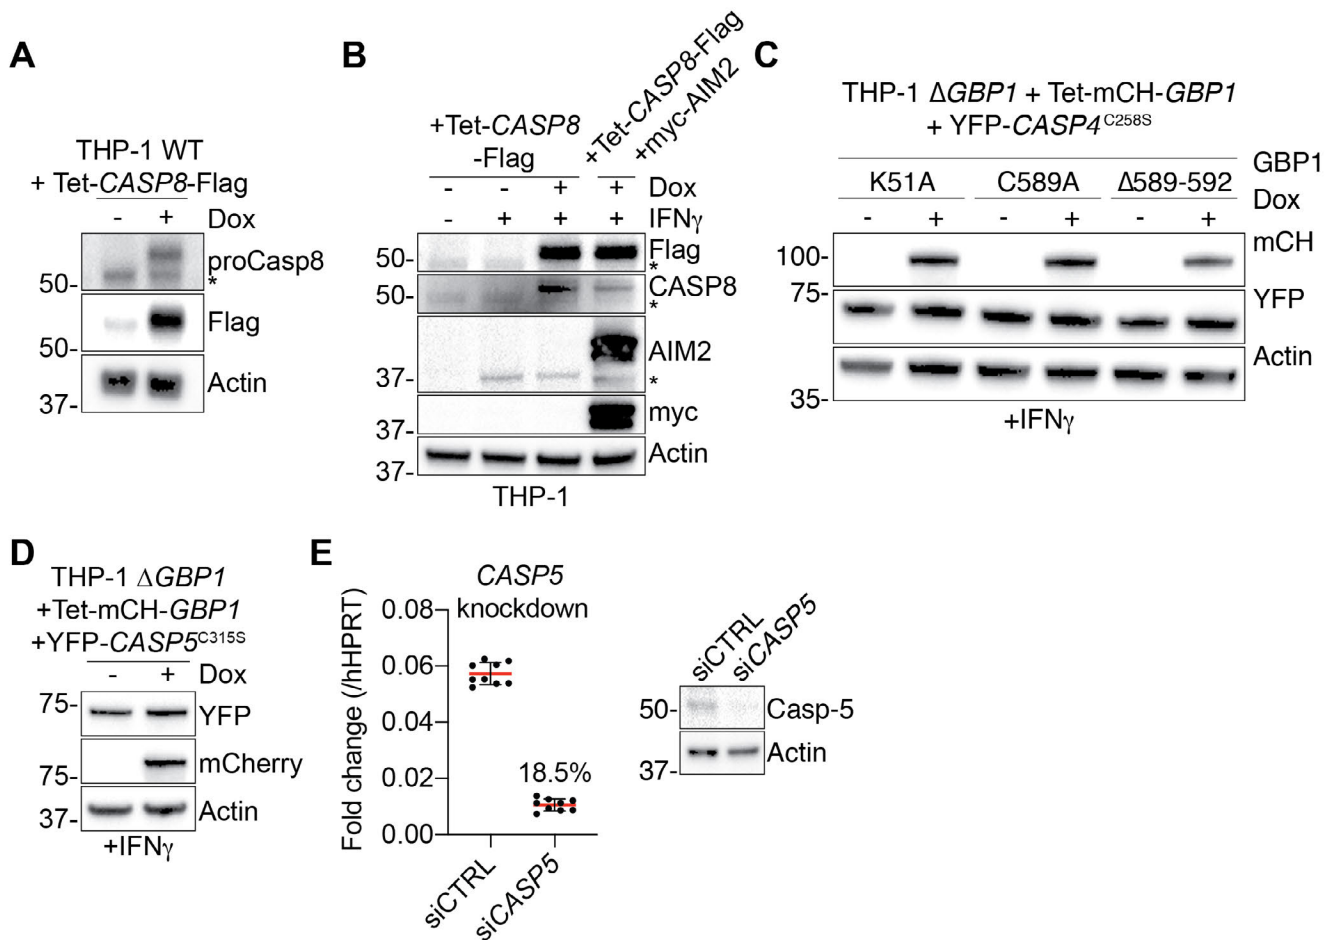 A
THP-1 WT
+ Tet-CASP8-Flag
- + Dox
proCasp8
50- *
Flag
50-
Actin
37-
B
+Tet-CASP8
-Flag
+Tet-CASP8-Flag
+myc-AIM2
- - + + Dox
- + + + IFNγ
50- Flag
*
50- CASP8
*
AIM2
37- *
myc
37-
Actin
37-
THP-1
C
THP-1 ΔGBP1 + Tet-mCH-GBP1
+ YFP-CASP4C258S
K51A C589A Δ589-592 GBP1
- + - + - + Dox
100- mCH
75- YFP
Actin
35-
+IFNγ
D
THP-1 ΔGBP1
+Tet-mCH-GBP1
+YFP-CASP5C315S
- + Dox
75- YFP
mCherry
75-
Actin
37-
+IFNγ
E
CASP5
knockdown
Fold change (/hHPRT)
0.08
0.06
0.04
0.02
0.00
18.5%
siCTRL
siCASP5
siCTRL
siCASP5
50- Casp-5
Actin
37-